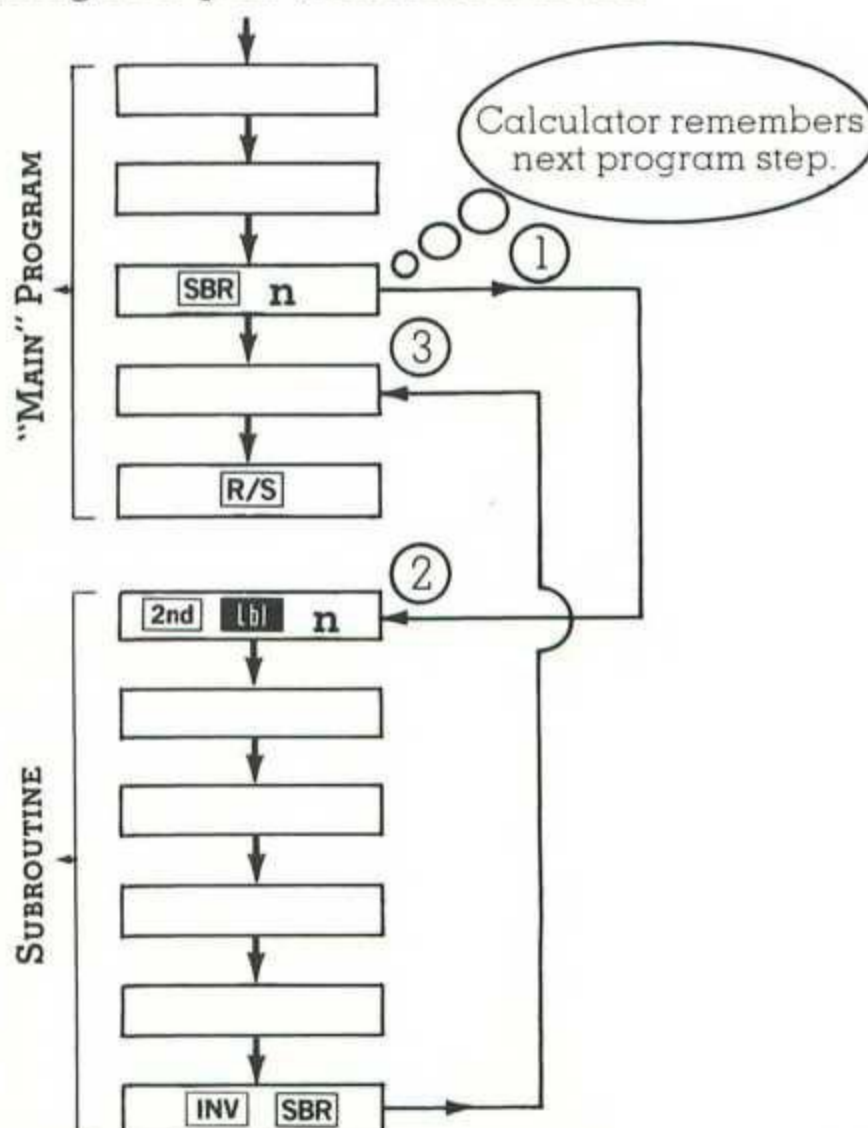 "MAIN" PROGRAM
Calculator remembers
next program step.
1
SBR n
3
R/S
SUBROUTINE
2
2nd Lbl n
INV SBR